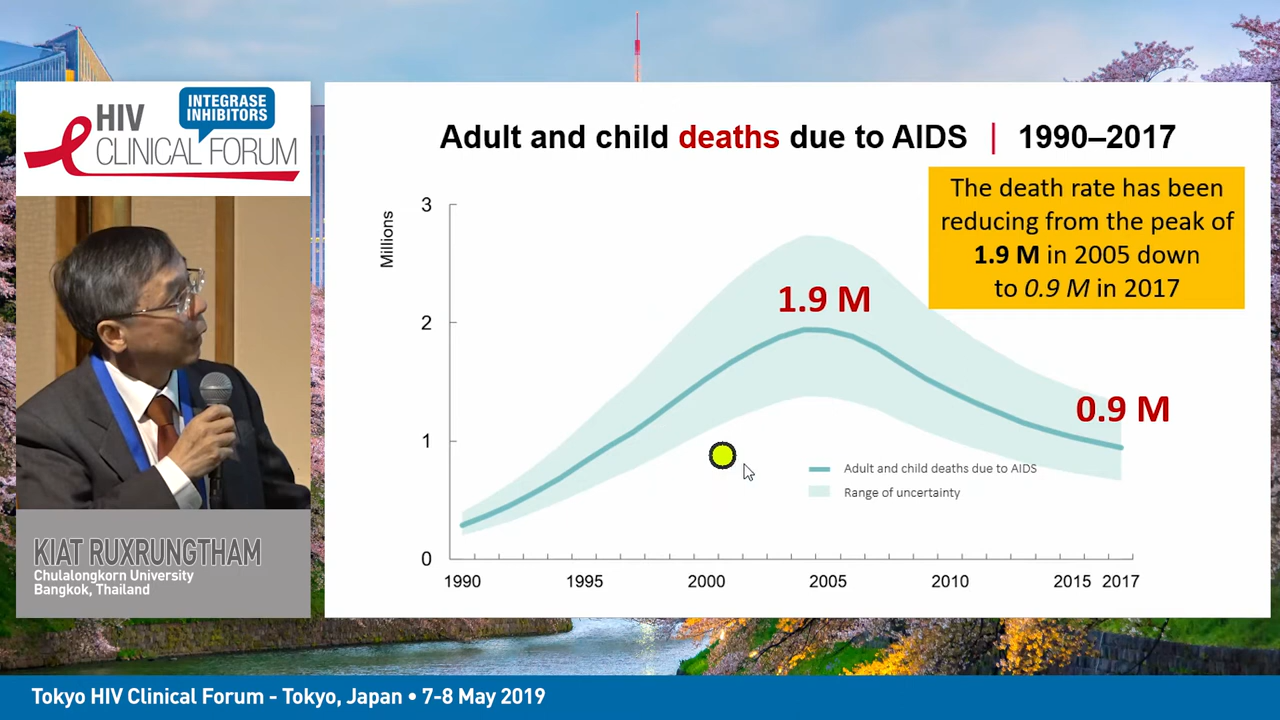 HIV
INTEGRASE
INHIBITORS
CLINICAL FORUM
KIAT RUXRUNGTHAM
Chulalongkorn University
Bangkok, Thailand
Adult and child deaths due to AIDS | 1990–2017
The death rate has been
reducing from the peak of
1.9 M in 2005 down
to 0.9 M in 2017
Millions
3
2
1
0
1.9 M
0.9 M
Adult and child deaths due to AIDS
Range of uncertainty
1990 1995 2000 2005 2010 2015 2017
Tokyo HIV Clinical Forum - Tokyo, Japan • 7-8 May 2019